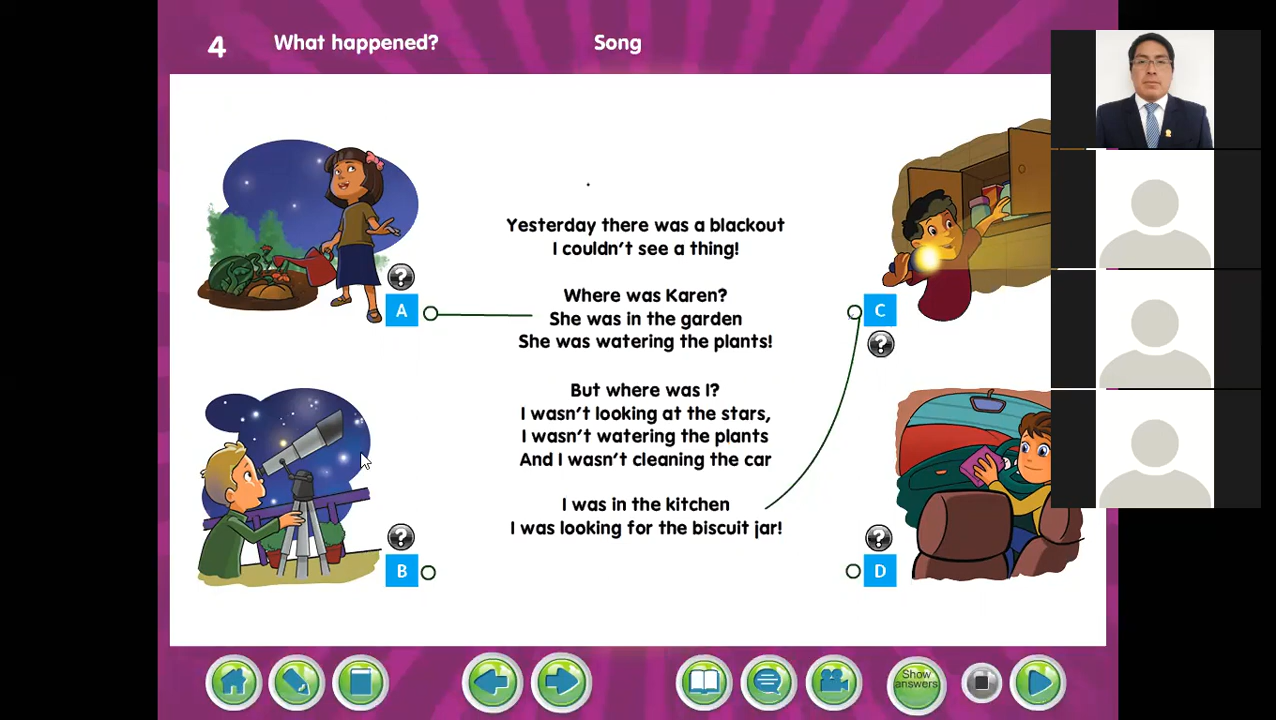 4 What happened? Song
Yesterday there was a blackout
I couldn't see a thing!
Where was Karen?
She was in the garden
She was watering the plants!
But where was I?
I wasn't looking at the stars,
I wasn't watering the plants
And I wasn't cleaning the car
I was in the kitchen
I was looking for the biscuit jar!
?
A
C
?
?
B
?
D
Show
answers